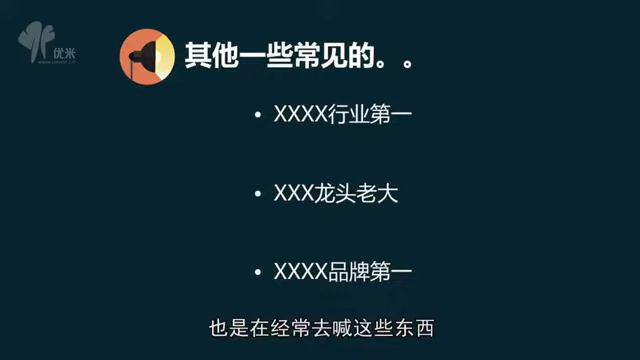 优米
其他一些常见的。。
• XXXX行业第一
• XXX龙头老大
• XXXX品牌第一
也是在经常去喊这些东西